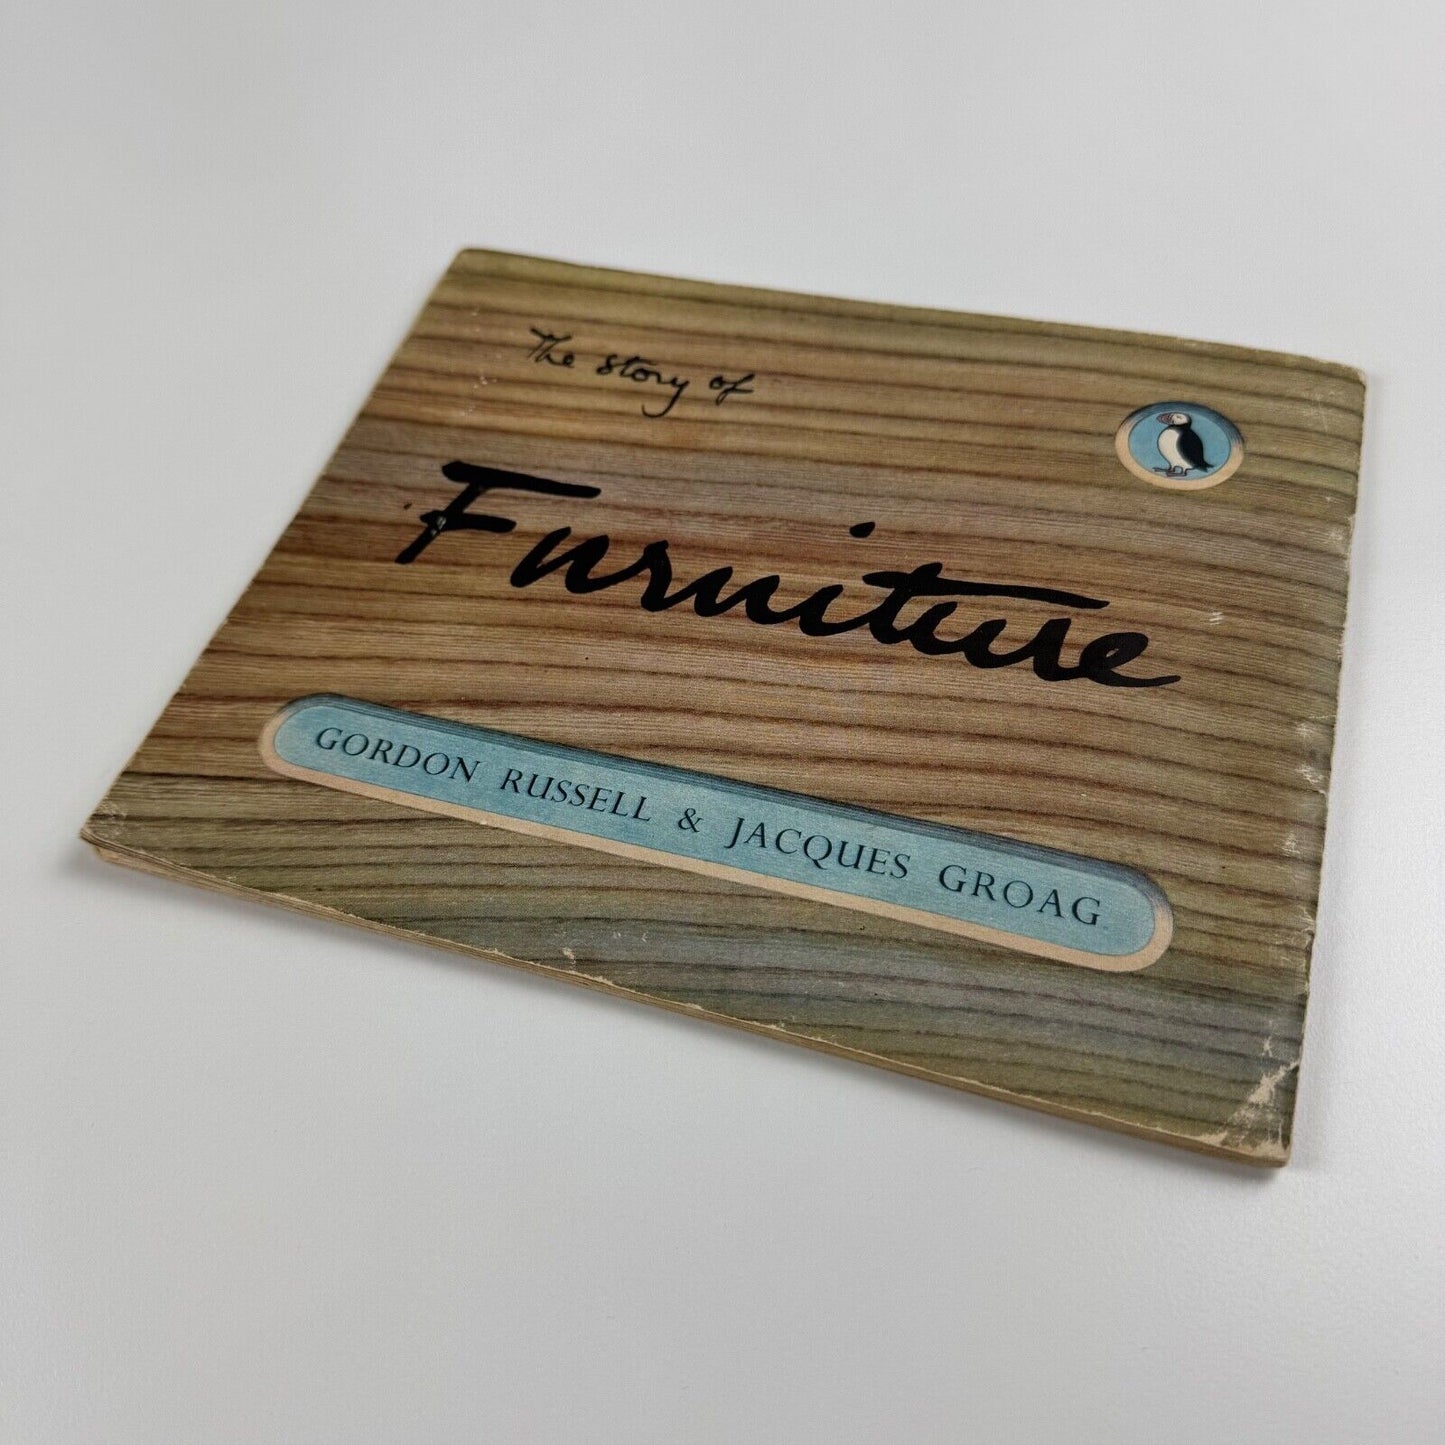 The story of
Furniture
GORDON RUSSELL & JACQUES GROAG